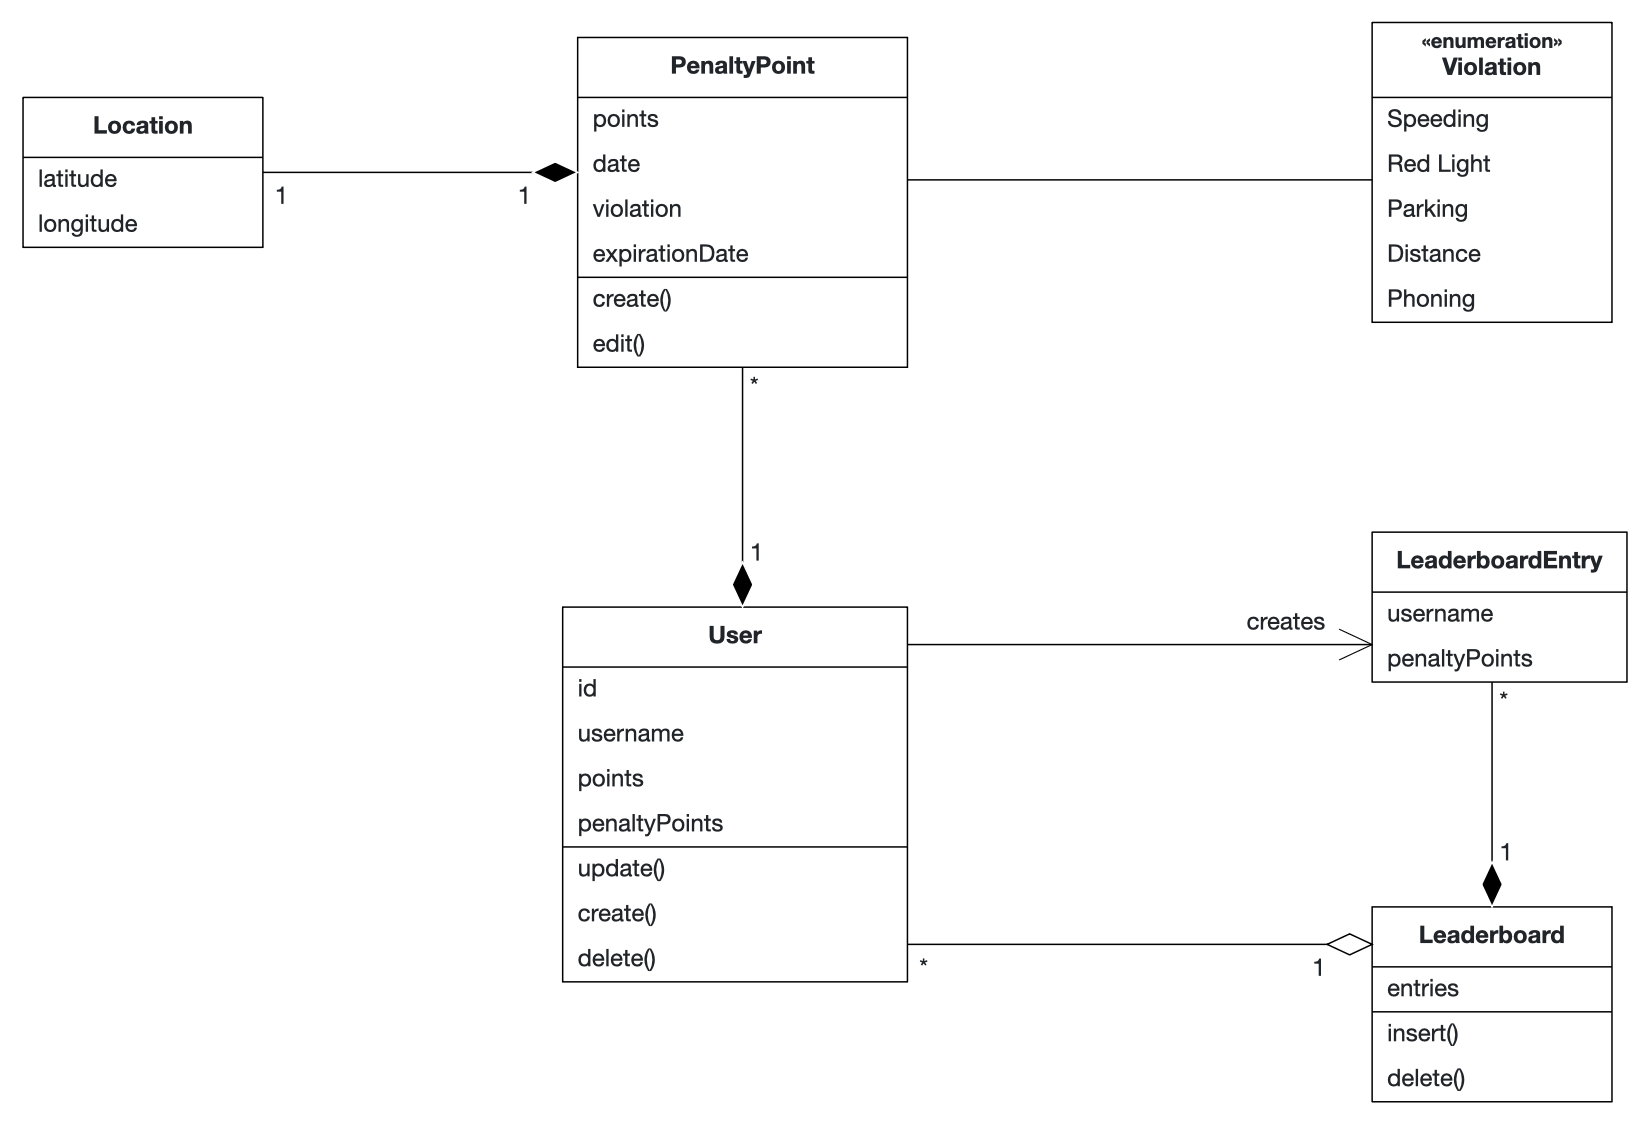 Location
latitude
longitude
1
1
PenaltyPoint
points
date
violation
expirationDate
create()
edit()
*
1
«enumeration»
Violation
Speeding
Red Light
Parking
Distance
Phoning
User
id
username
points
penaltyPoints
update()
create()
delete()
creates
*
1
LeaderboardEntry
username
penaltyPoints
*
1
Leaderboard
entries
insert()
delete()